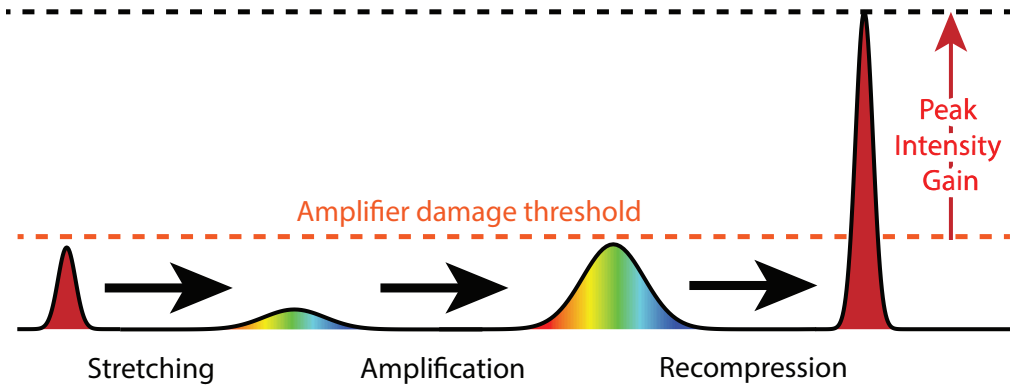 Peak
Intensity
Gain
Amplifier damage threshold
Stretching
Amplification
Recompression